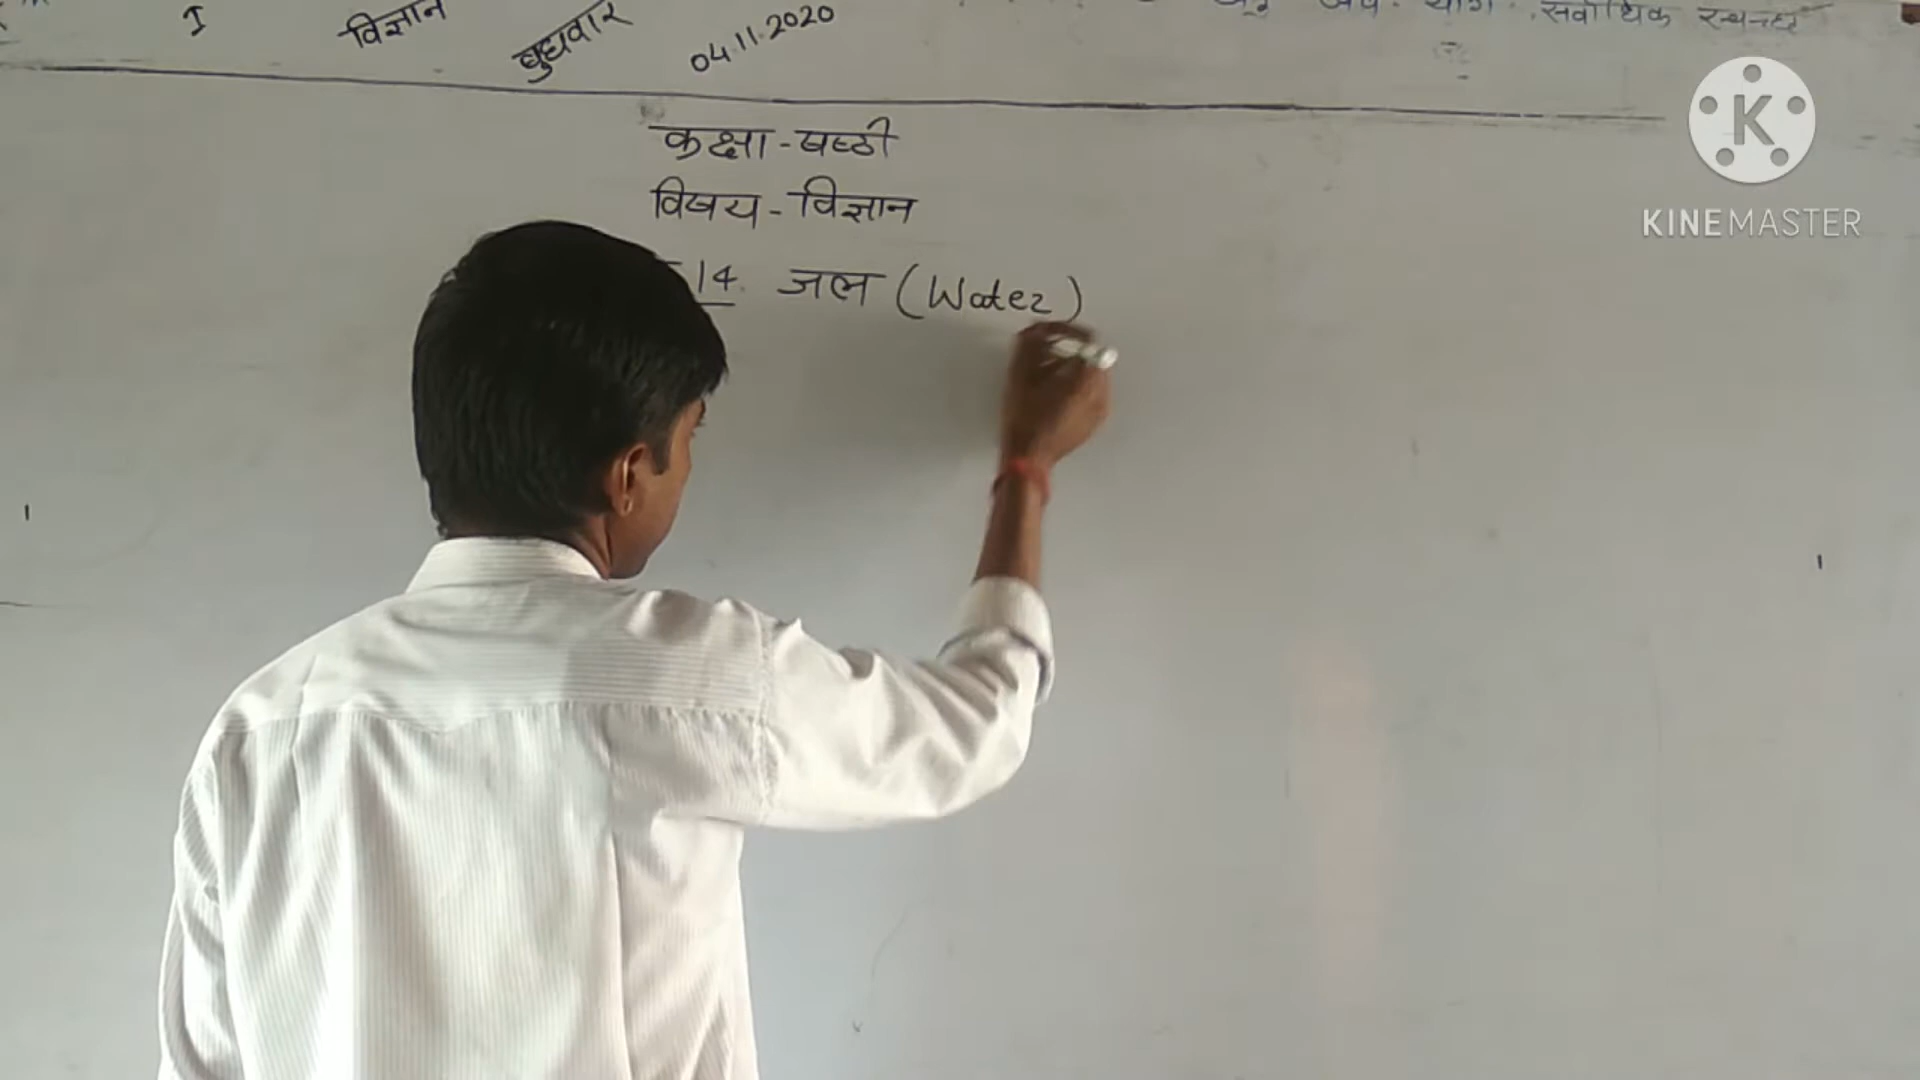 I विज्ञान बुधवार 04.11.2020
सर्वाधिक
कक्षा-षष्ठी
विषय-विज्ञान
14. जल (Water)
K
KINEMASTER